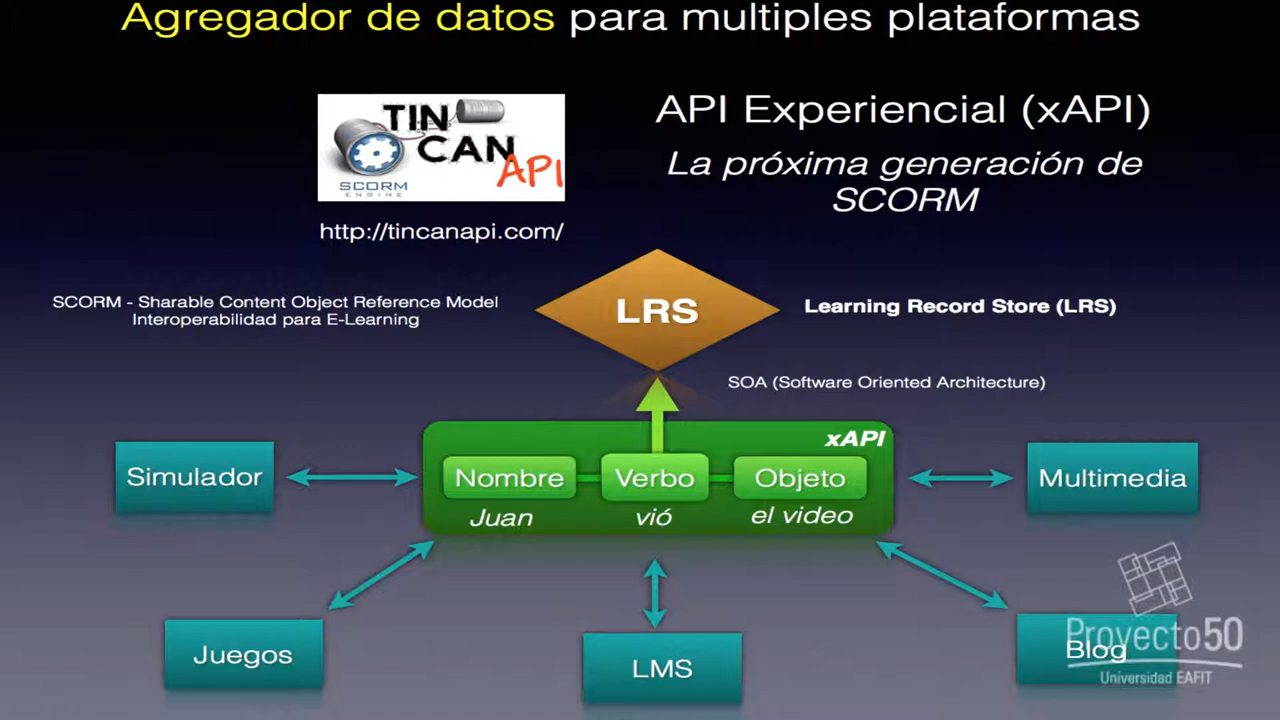 Agregador de datos para multiples plataformas
TIN
CAN
API
SCORM
ENGINE
API Experiencial (xAPI)
La próxima generación de
SCORM
http://tincanapi.com/
SCORM - Sharable Content Object Reference Model
Interoperabilidad para E-Learning
LRS
Learning Record Store (LRS)
SOA (Software Oriented Architecture)
xAPI
Simulador
Nombre
Verbo
Objeto
Multimedia
Juan
vió
el video
Juegos
LMS
Blog
Proyecto50
Universidad EAFIT